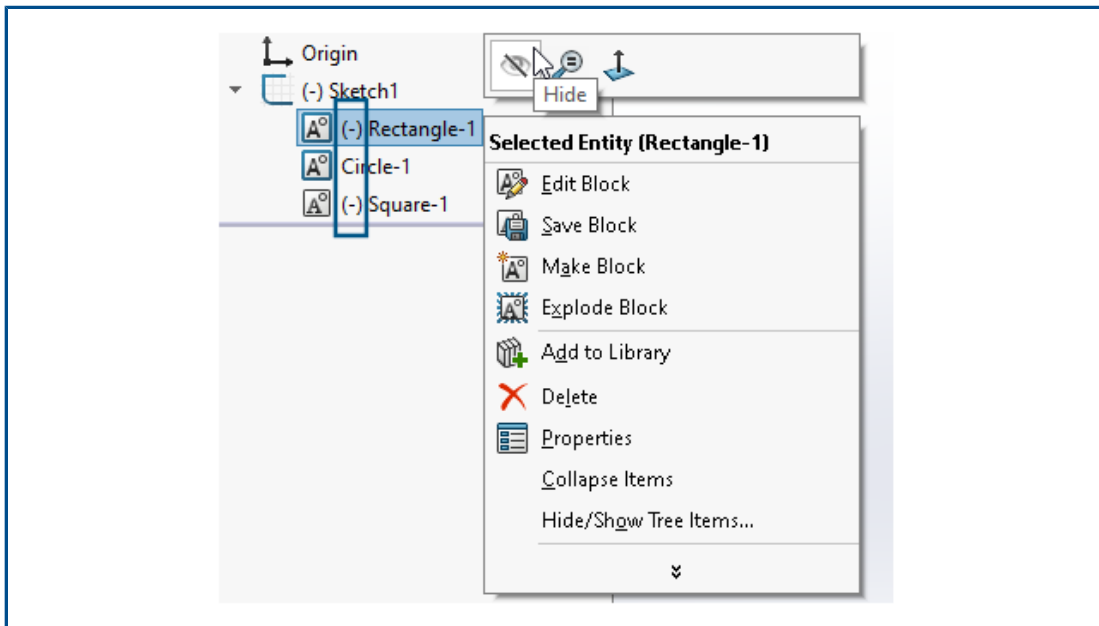 Origin
(-) Sketch1
(-) Rectangle-1
Circle-1
(-) Square-1
Hide
Selected Entity (Rectangle-1)
Edit Block
Save Block
Make Block
Explode Block
Add to Library
Delete
Properties
Collapse Items
Hide/Show Tree Items...